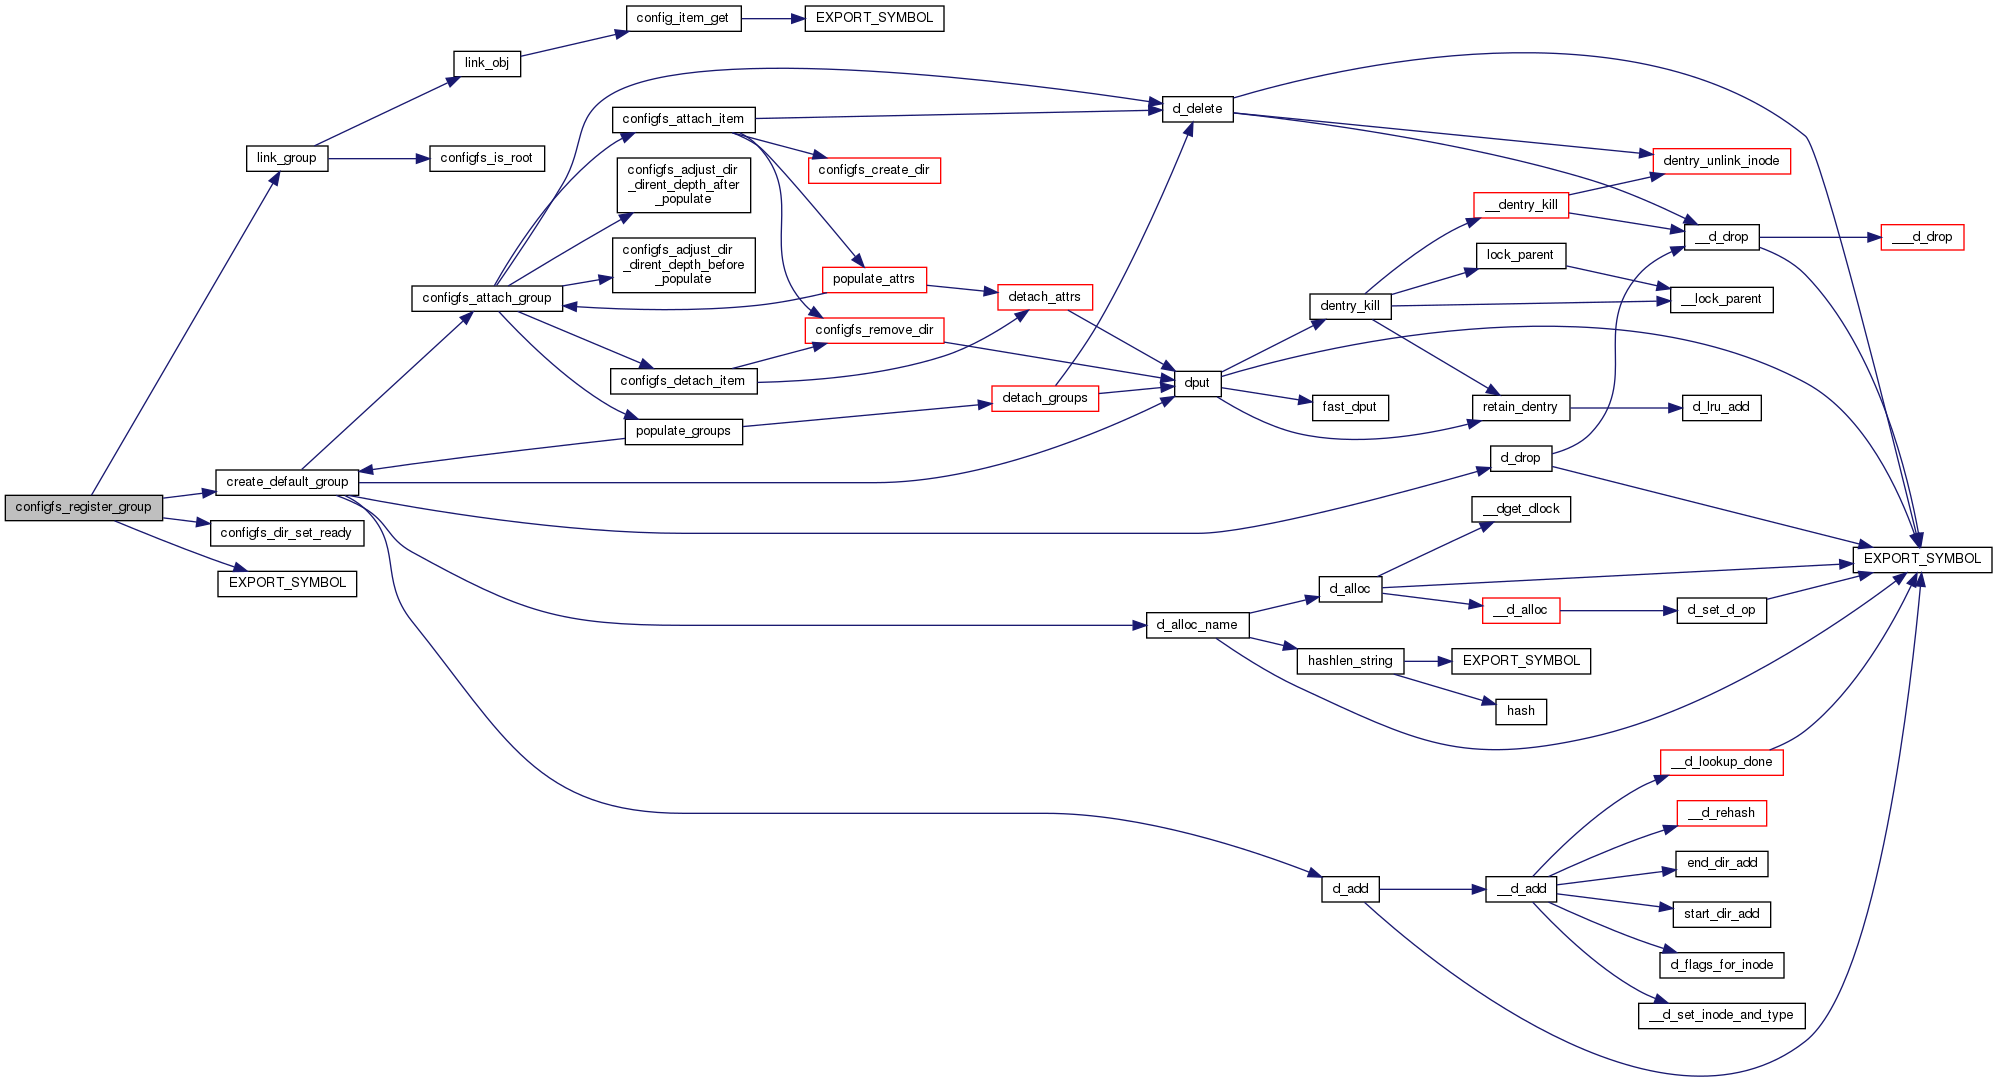 config_item_get
EXPORT_SYMBOL
link_obj
d_delete
configfs_attach_item
link_group
configfs_is_root
configfs_create_dir
dentry_unlink_inode
configfs_adjust_dir
_dirent_depth_after
_populate
__dentry_kill
__d_drop
___d_drop
configfs_adjust_dir
_dirent_depth_before
_populate
lock_parent
populate_attrs
configfs_attach_group
detach_attrs
dentry_kill
__lock_parent
configfs_remove_dir
configfs_detach_item
dput
detach_groups
fast_dput
retain_dentry
d_lru_add
populate_groups
d_drop
create_default_group
configfs_register_group
__dget_dlock
configfs_dir_set_ready
EXPORT_SYMBOL
EXPORT_SYMBOL
d_alloc
__d_alloc
d_set_d_op
d_alloc_name
hashlen_string
EXPORT_SYMBOL
hash
__d_lookup_done
__d_rehash
end_dir_add
d_add
__d_add
start_dir_add
d_flags_for_inode
__d_set_inode_and_type